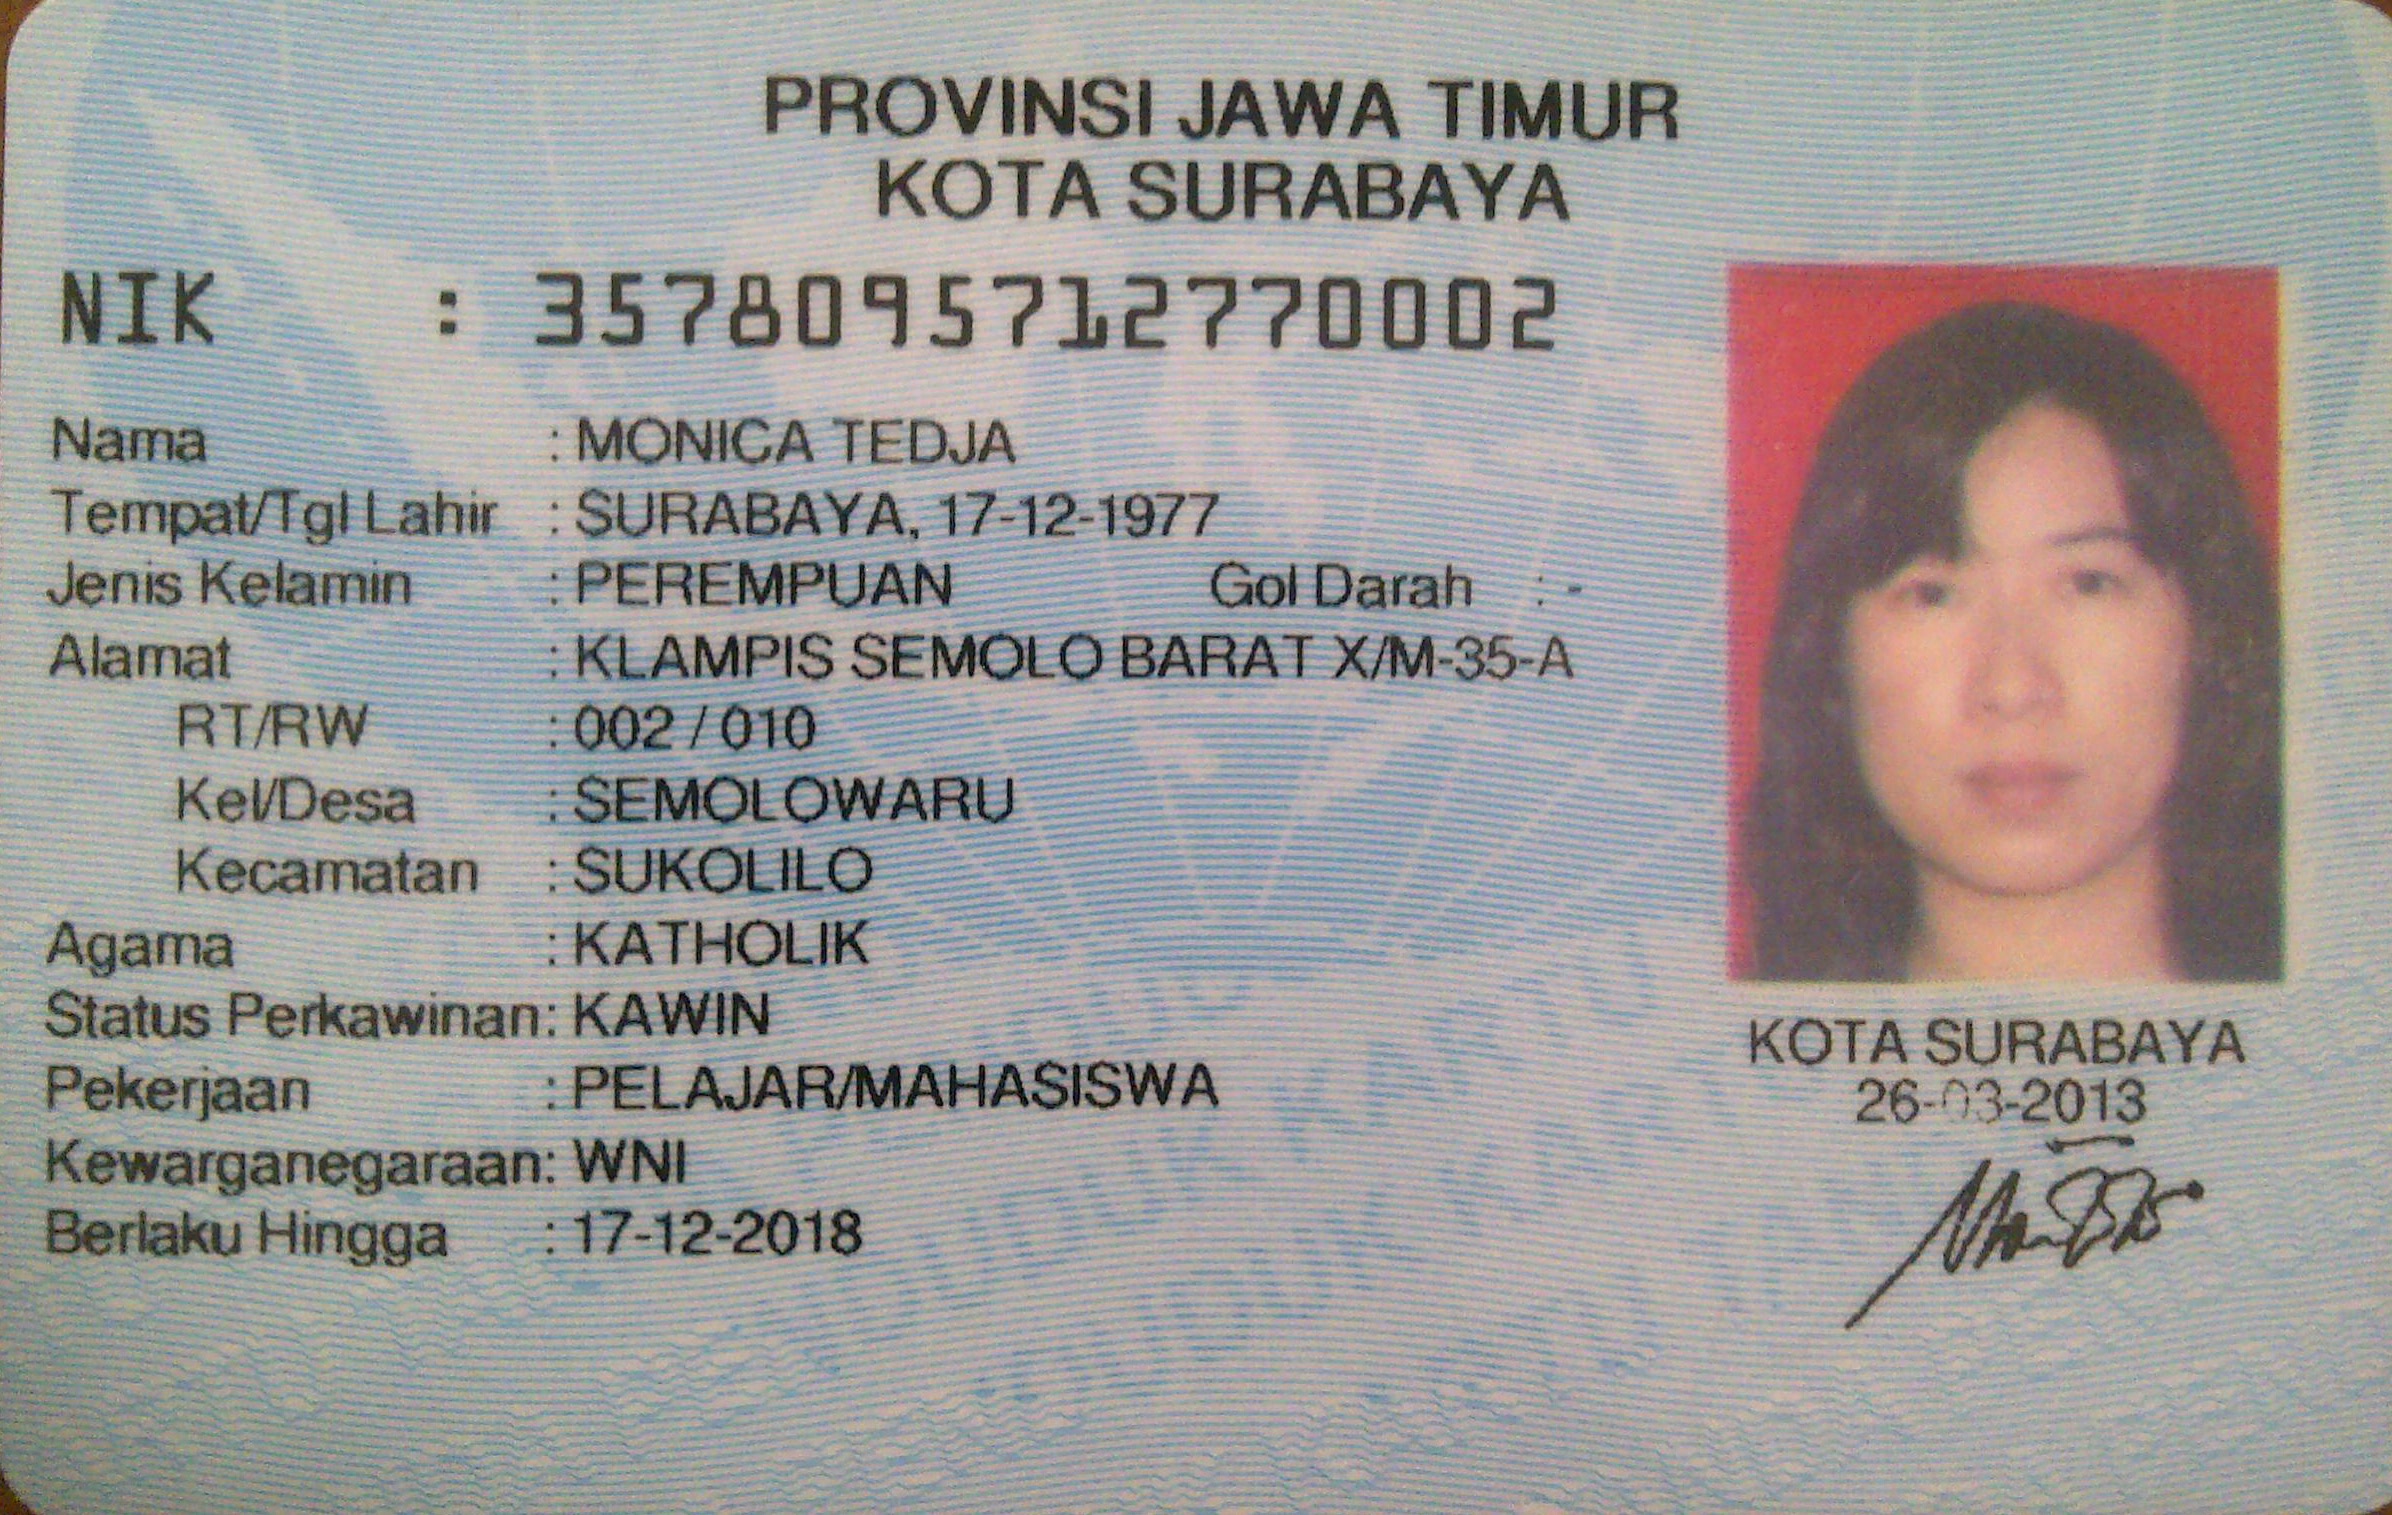 PROVINSI JAWA TIMUR
KOTA SURABAYA
NIK : 3578095712770002
Nama : MONICA TEDJA
Tempat/Tgl Lahir : SURABAYA, 17-12-1977
Jenis Kelamin : PEREMPUAN Gol Darah : -
Alamat : KLAMPIS SEMOLO BARAT X/M-35-A
RT/RW : 002 / 010
Kel/Desa : SEMOLOWARU
Kecamatan : SUKOLILO
Agama : KATHOLIK
Status Perkawinan : KAWIN
Pekerjaan : PELAJAR/MAHASISWA
Kewarganegaraan : WNI
Berlaku Hingga : 17-12-2018
KOTA SURABAYA
26-03-2013